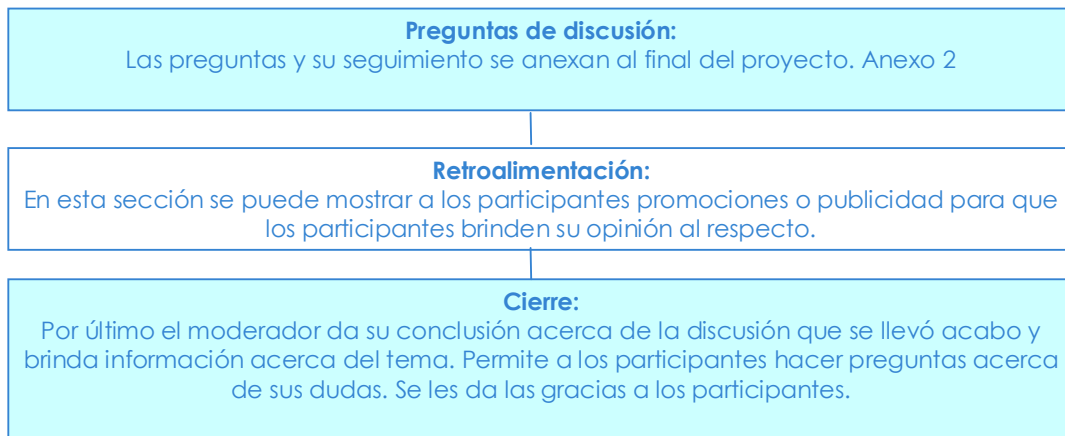 Preguntas de discusión:
Las preguntas y su seguimiento se anexan al final del proyecto. Anexo 2
Retroalimentación:
En esta sección se puede mostrar a los participantes promociones o publicidad para que
los participantes brinden su opinión al respecto.
Cierre:
Por último el moderador da su conclusión acerca de la discusión que se llevó acabo y
brinda información acerca del tema. Permite a los participantes hacer preguntas acerca
de sus dudas. Se les da las gracias a los participantes.